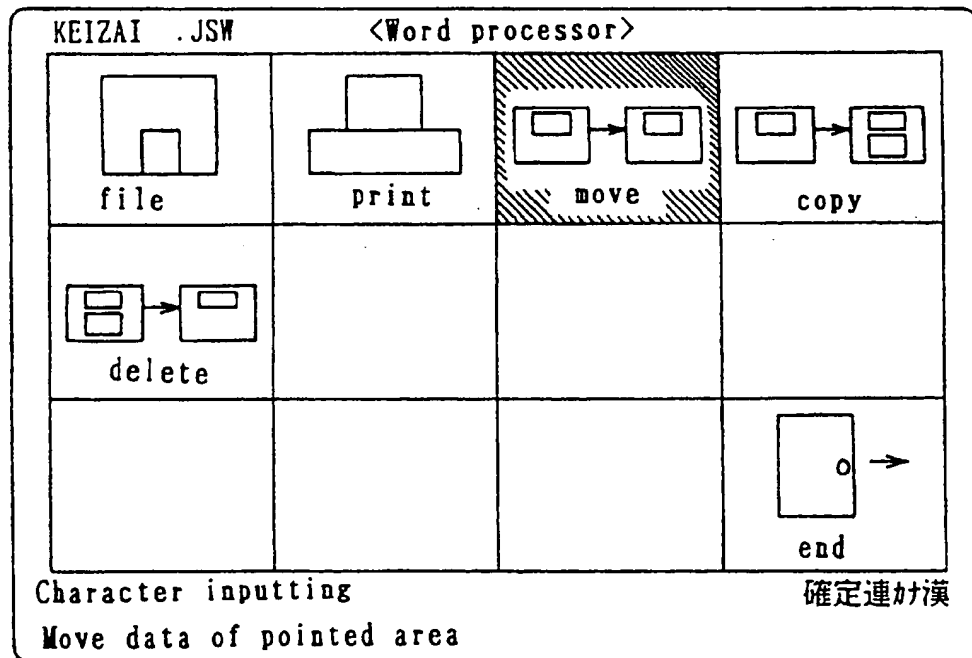 KEIZAI .JSW <Word processor>
file print move copy
delete
end
Character inputting 確定連カナ漢
Move data of pointed area